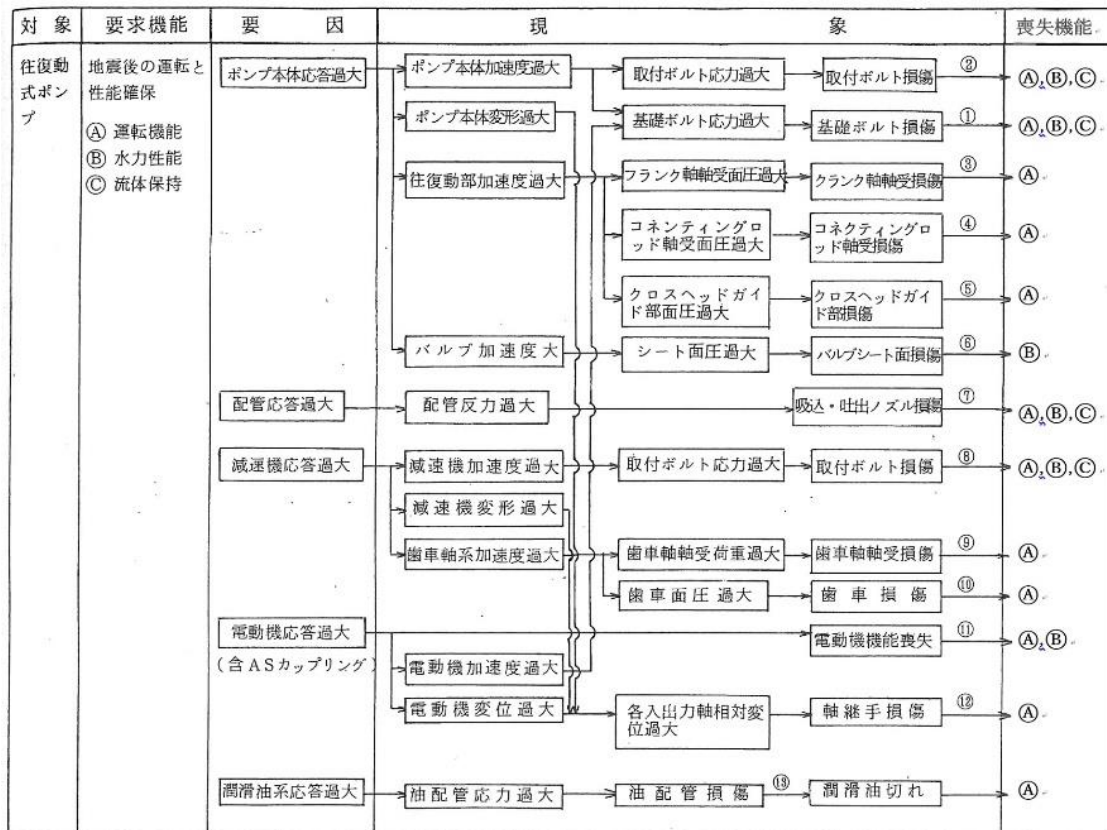 対象 要求機能 要因 現象 喪失機能
往復動
式ポン
プ
地震後の運転と
性能確保
Ⓐ 運転機能
Ⓑ 水力性能
Ⓒ 流体保持
ポンプ本体応答過大
ポンプ本体加速度過大
取付ボルト応力過大
取付ボルト損傷
②
Ⓐ,Ⓑ,Ⓒ
ポンプ本体変形過大
基礎ボルト応力過大
基礎ボルト損傷
①
Ⓐ,Ⓑ,Ⓒ
往復動部加速度過大
フランク軸軸受面圧過大
クランク軸軸受損傷
③
Ⓐ
コネンティングロ
ッド軸受面圧過大
コネクティングロ
ッド軸受損傷
④
Ⓐ
クロスヘッドガイ
ド部面圧過大
クロスヘッドガイ
ド部損傷
⑤
Ⓐ
バルブ加速度大
シート面圧過大
バルブシート面損傷
⑥
Ⓑ
配管応答過大
配管反力過大
吸込・吐出ノズル損傷
⑦
Ⓐ,Ⓑ,Ⓒ
減速機応答過大
減速機加速度過大
取付ボルト応力過大
取付ボルト損傷
⑧
Ⓐ,Ⓑ,Ⓒ
減速機変形過大
歯車軸系加速度過大
歯車軸軸受荷重過大
歯車軸軸受損傷
⑨
Ⓐ
歯車面圧過大
歯車損傷
⑩
Ⓐ
電動機応答過大
(含ASカップリング)
電動機機能喪失
⑪
Ⓐ,Ⓑ
電動機加速度過大
電動機変位過大
各入出力軸相対変
位過大
軸継手損傷
⑫
Ⓐ
潤滑油系応答過大
油配管応力過大
油配管損傷
⑬
潤滑油切れ
Ⓐ